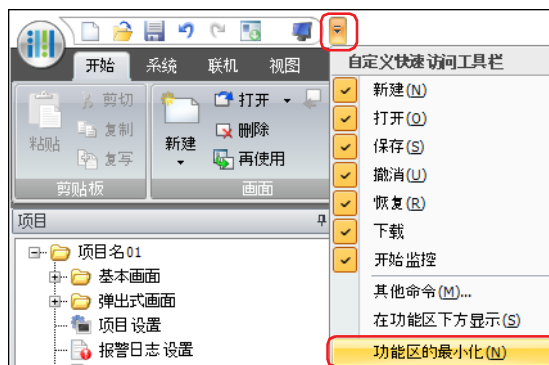 自定义快速访问工具栏
开始 系统 联机 视图
新建(N)
打开(O)
保存(S)
撤消(U)
恢复(R)
下载
开始监控
其他命令(M)...
在功能区下方显示(S)
功能区的最小化(N)
粘贴
剪切
复制
复写
剪贴板
新建
打开
删除
再使用
画面
项目
项目名01
基本画面
弹出式画面
项目设置
报警日志设置